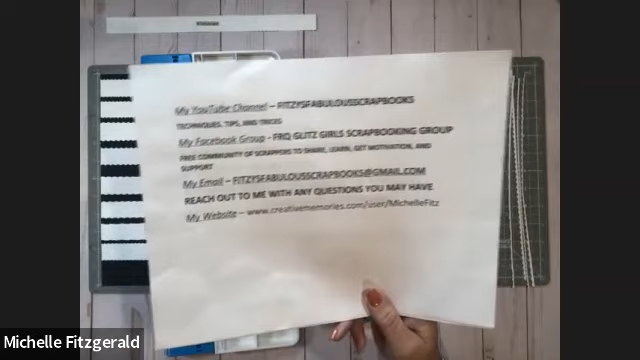 My YouTube Channel – FITZYSFABULOUSSCRAPBOOKS
TECHNIQUES, TIPS, AND TRICKS
My Facebook Group - FRQ GLITZ GIRLS SCRAPBOOKING GROUP
FREE COMMUNITY OF SCRAPPERS TO SHARE, LEARN, GET MOTIVATION, AND
SUPPORT
My Email – FITZYSFABULOUSSCRAPBOOKS@GMAIL.COM
REACH OUT TO ME WITH ANY QUESTIONS YOU MAY HAVE
My Website – www.creativememories.com/user/MichelleFitz
Michelle Fitzgerald